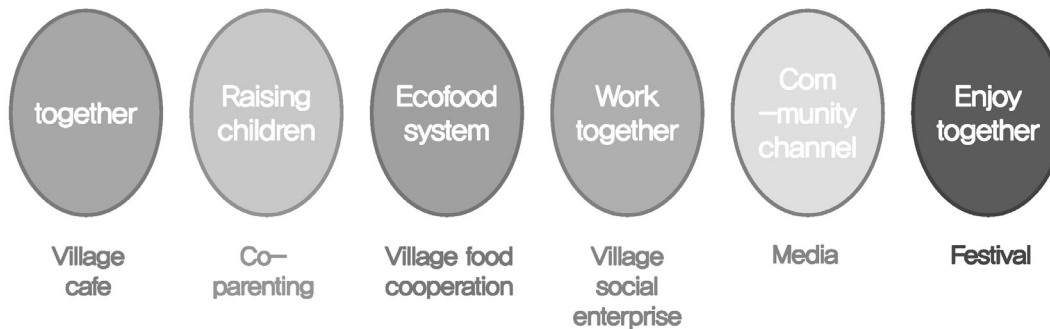 together
Raising
children
Ecofood
system
Work
together
Com
–munity
channel
Enjoy
together
Village
cafe
Co–
parenting
Village food
cooperation
Village
social
enterprise
Media
Festival